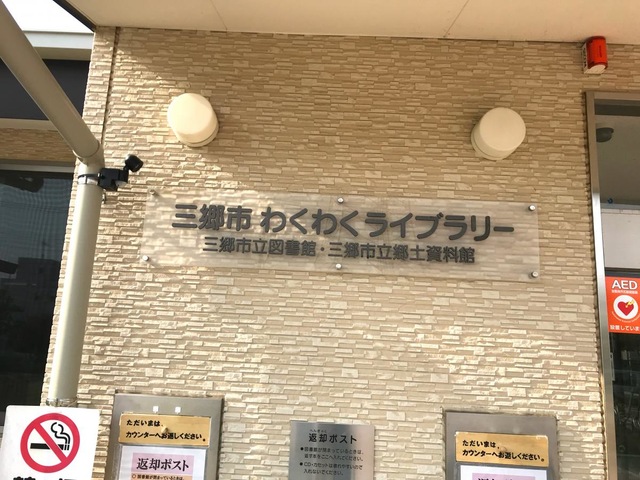 三郷市 わくわくライブラリー
三郷市立図書館・三郷市立郷土資料館
AED
ただいまは、
カウンターへお返しください。
返却ポスト
返却ポスト
ただいまは、
カウンターへお返しください。